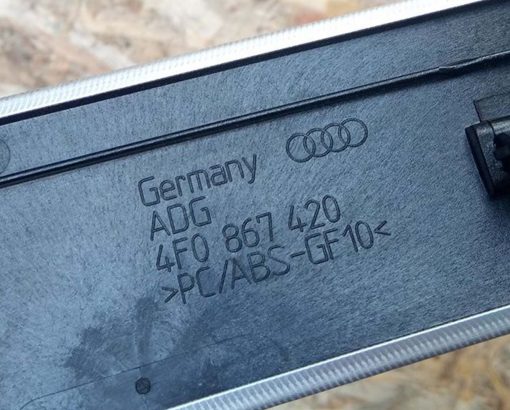 Germany
ADG
4F0 867 420
>PC/ABS-GF10<